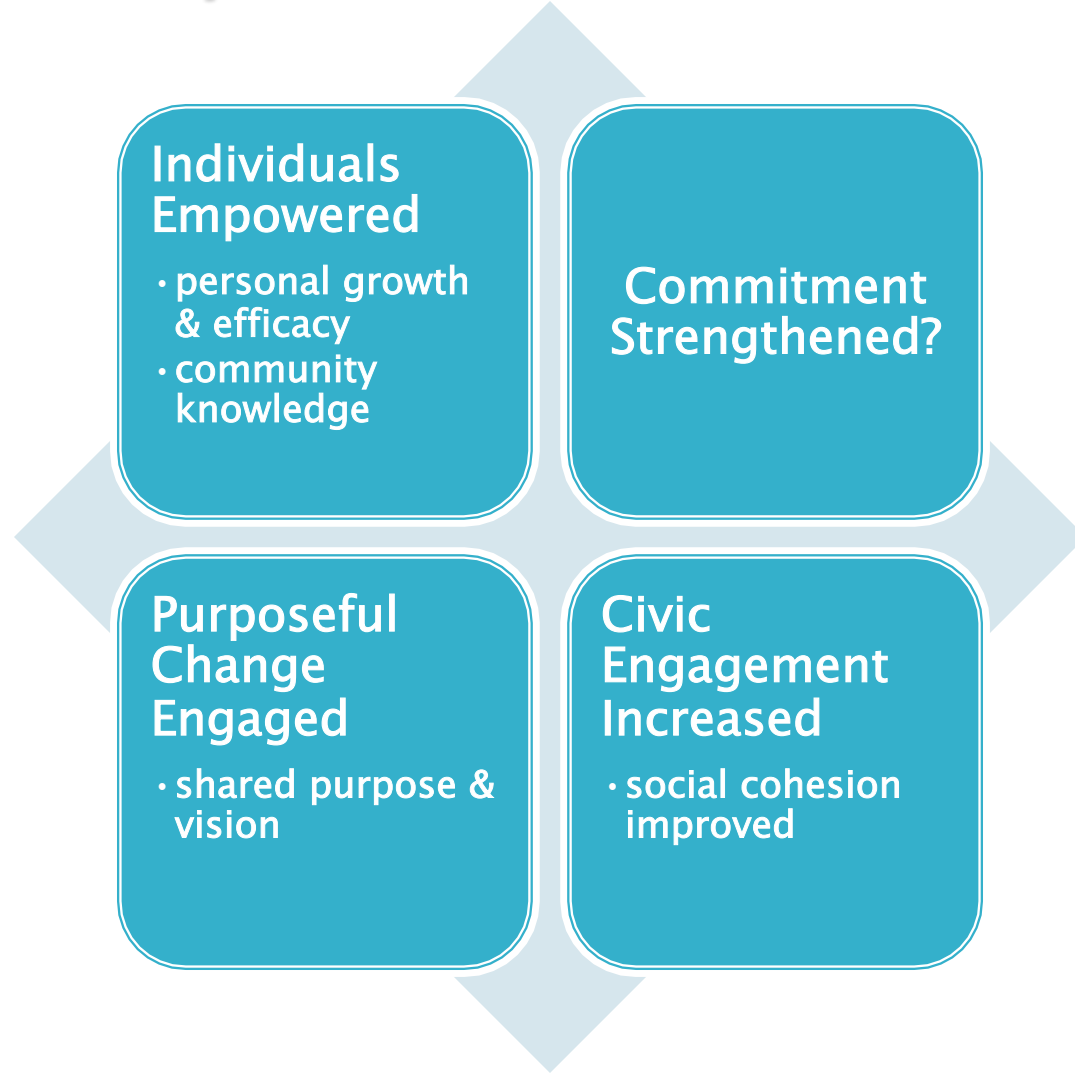 Individuals
Empowered
• personal growth
& efficacy
• community
knowledge
Commitment
Strengthened?
Purposeful
Change
Engaged
• shared purpose &
vision
Civic
Engagement
Increased
• social cohesion
improved